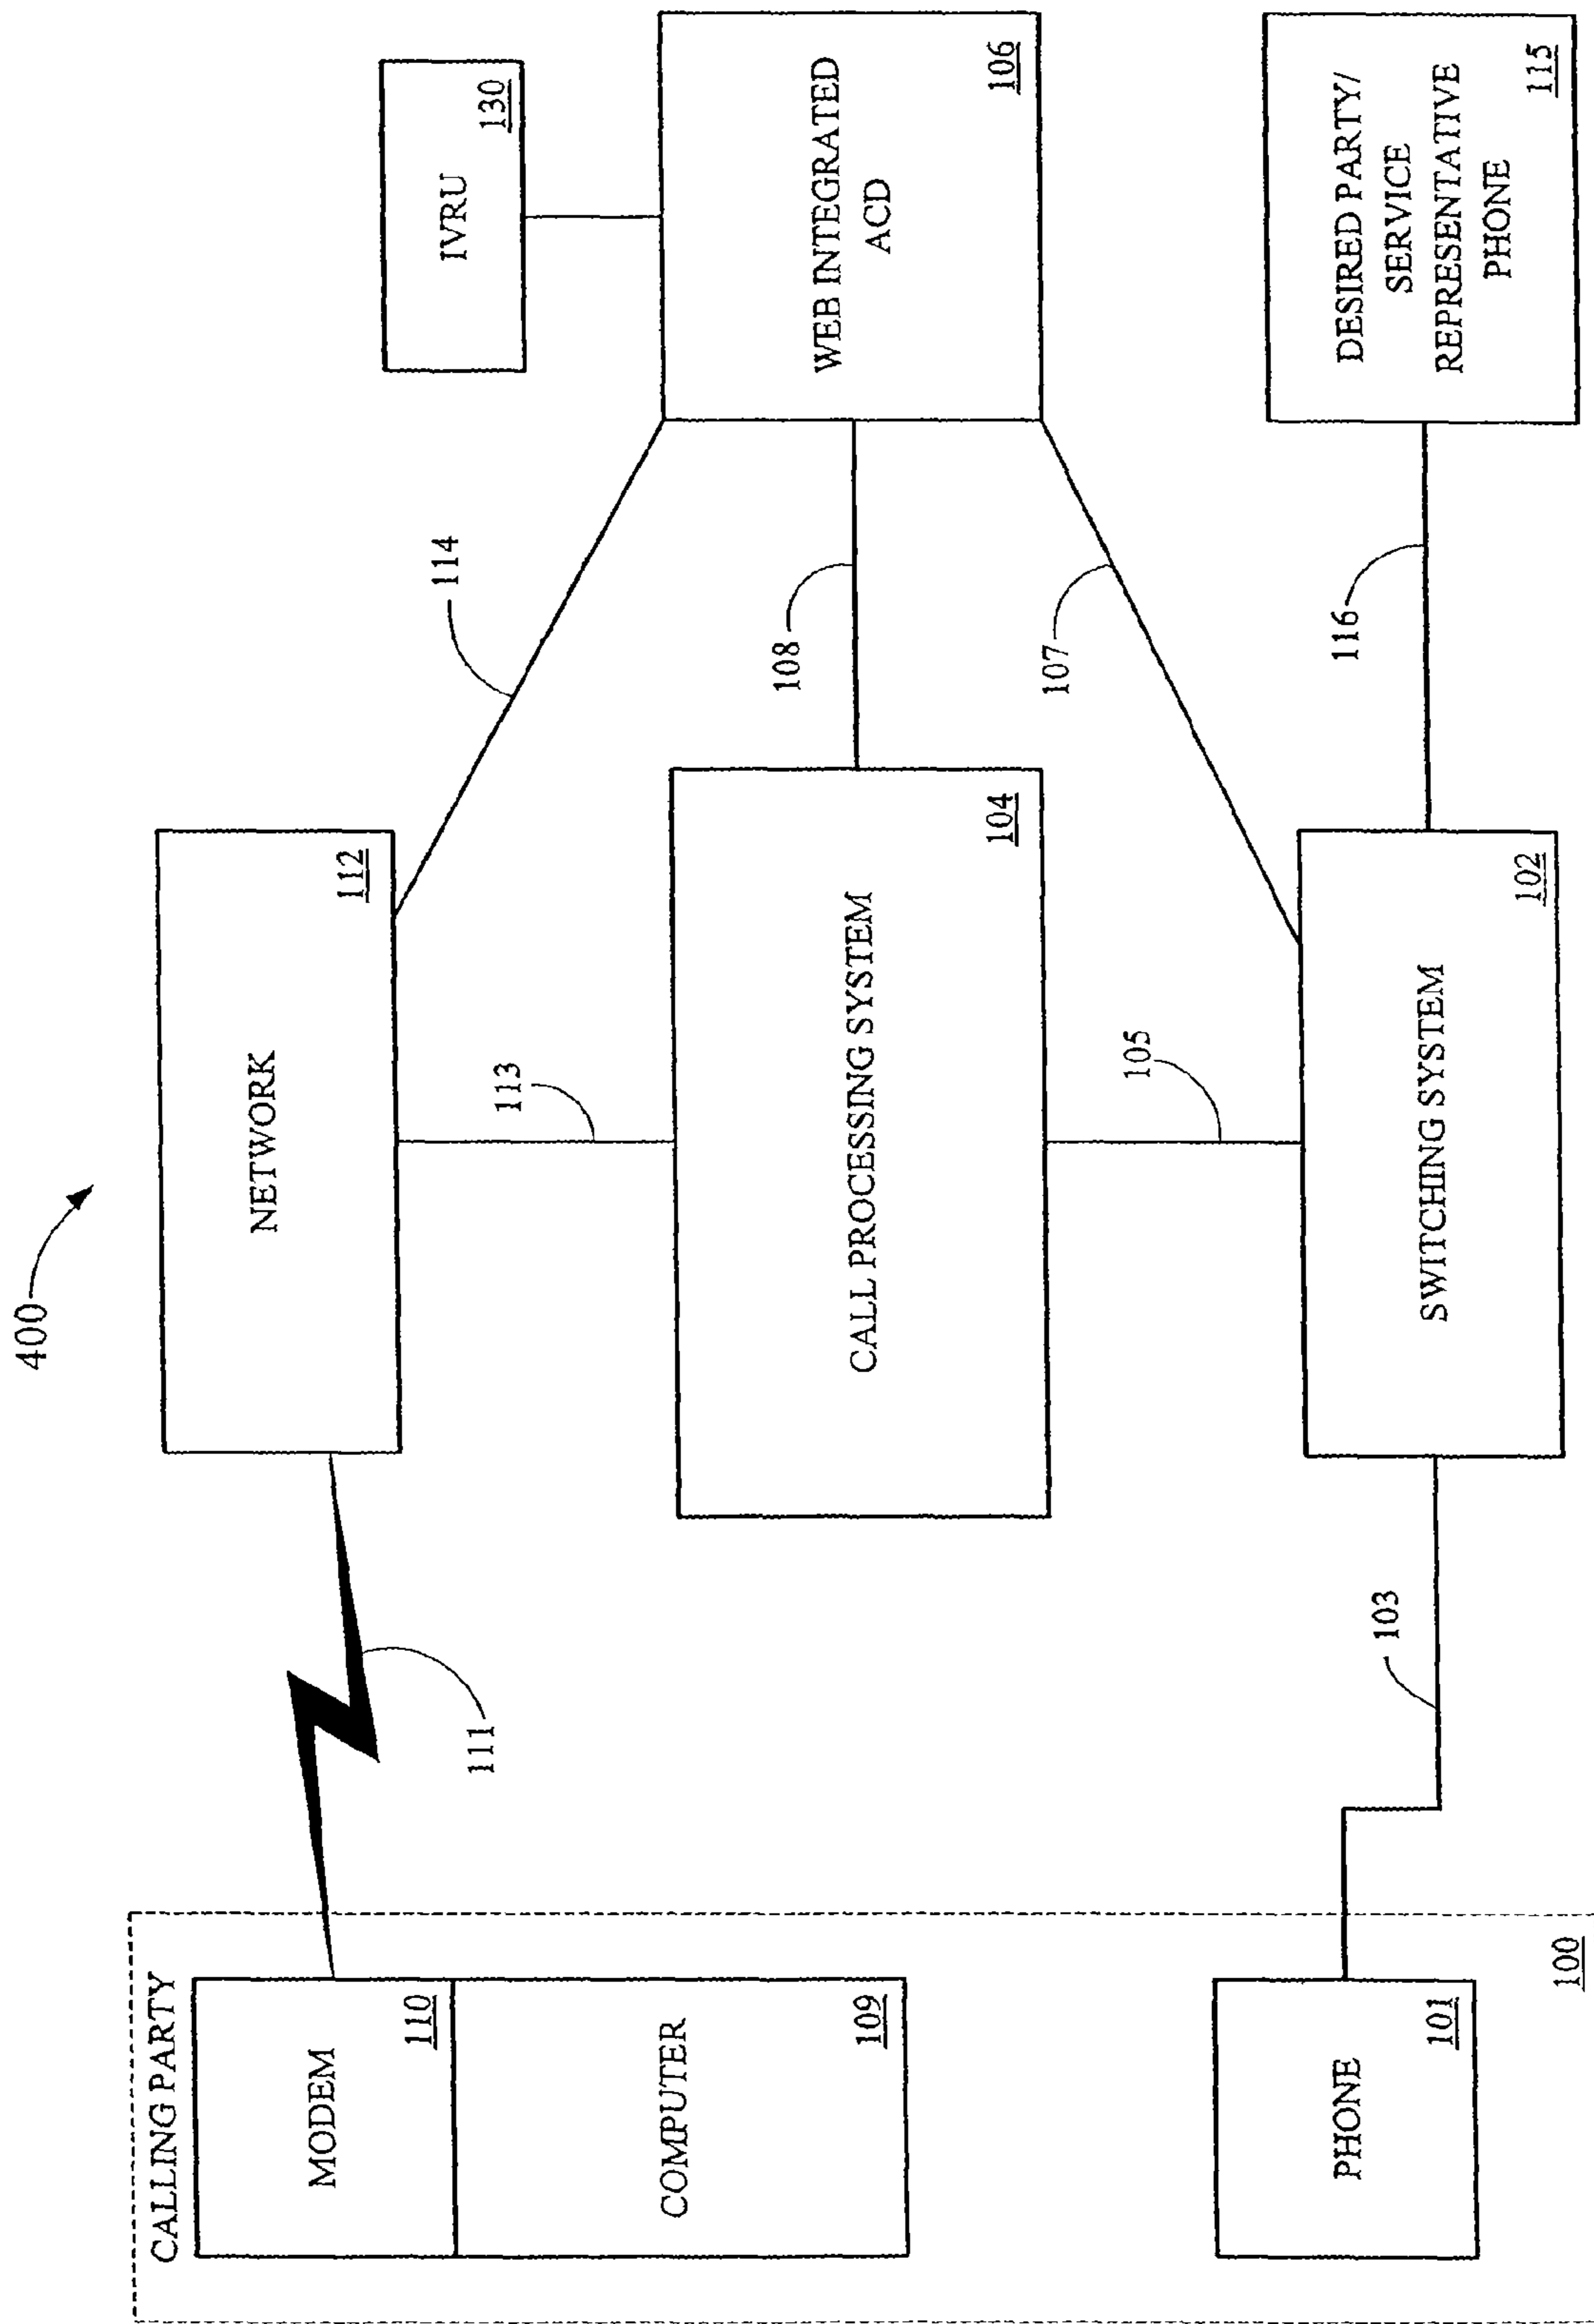 400
CALLING PARTY
MODEM
110
COMPUTER
109
PHONE
101
100
111
103
NETWORK
112
113
CALL PROCESSING SYSTEM
104
105
SWITCHING SYSTEM
102
114
108
107
116
IVRU
130
WEB INTEGRATED
ACD
106
DESIRED PARTY/
SERVICE
REPRESENTATIVE
PHONE
115